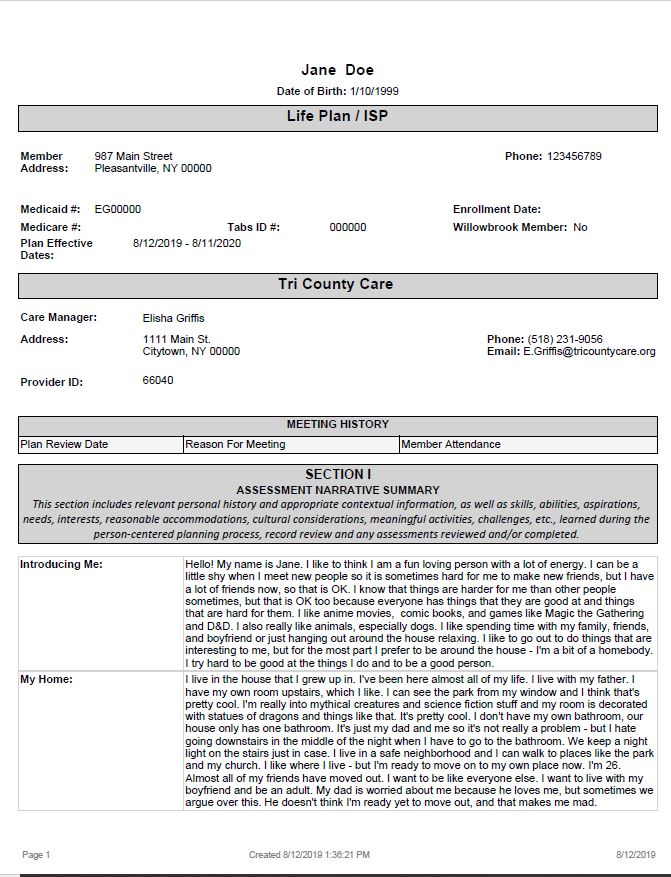 Jane Doe
Date of Birth: 1/10/1999
Life Plan / ISP
Member Address: 987 Main Street
Pleasantville, NY 00000
Phone: 123456789
Medicaid #: EG00000
Enrollment Date:
Medicare #:
Tabs ID #: 000000
Willowbrook Member: No
Plan Effective Dates: 8/12/2019 - 8/11/2020
Tri County Care
Care Manager: Elisha Griffis
Address: 1111 Main St.
Citytown, NY 00000
Phone: (518) 231-9056
Email: E.Griffis@tricountycare.org
Provider ID: 66040
MEETING HISTORY
Plan Review Date Reason For Meeting Member Attendance
SECTION I
ASSESSMENT NARRATIVE SUMMARY
This section includes relevant personal history and appropriate contextual information, as well as skills, abilities, aspirations,
needs, interests, reasonable accommodations, cultural considerations, meaningful activities, challenges, etc., learned during the
person-centered planning process, record review and any assessments reviewed and/or completed.
Introducing Me:
Hello! My name is Jane. I like to think I am a fun loving person with a lot of energy. I can be a
little shy when I meet new people so it is sometimes hard for me to make new friends, but I have
a lot of friends now, so that is OK. I know that things are harder for me than other people
sometimes, but that is OK too because everyone has things that they are good at and things
that are hard for them. I like anime movies, comic books, and games like Magic the Gathering
and D&D. I also really like animals, especially dogs. I like spending time with my family, friends,
and boyfriend or just hanging out around the house relaxing. I like to go out to do things that are
interesting to me, but for the most part I prefer to be around the house - I'm a bit of a homebody.
I try hard to be good at the things I do and to be a good person.
My Home:
I live in the house that I grew up in. I've been here almost all of my life. I live with my father. I
have my own room upstairs, which I like. I can see the park from my window and I think that's
pretty cool. I'm really into mythical creatures and science fiction stuff and my room is decorated
with statues of dragons and things like that. It's pretty cool. I don't have my own bathroom, our
house only has one bathroom. It's just my dad and me so it's not really a problem - but I hate
going downstairs in the middle of the night when I have to go to the bathroom. We keep a night
light on the stairs just in case. I live in a safe neighborhood and I can walk to places like the park
and my church. I like where I live - but I'm ready to move on to my own place now. I'm 26.
Almost all of my friends have moved out. I want to be like everyone else. I want to live with my
boyfriend and be an adult. My dad is worried about me because he loves me, but sometimes we
argue over this. He doesn't think I'm ready yet to move out, and that makes me mad.
Page 1
Created 8/12/2019 1:36:21 PM
8/12/2019